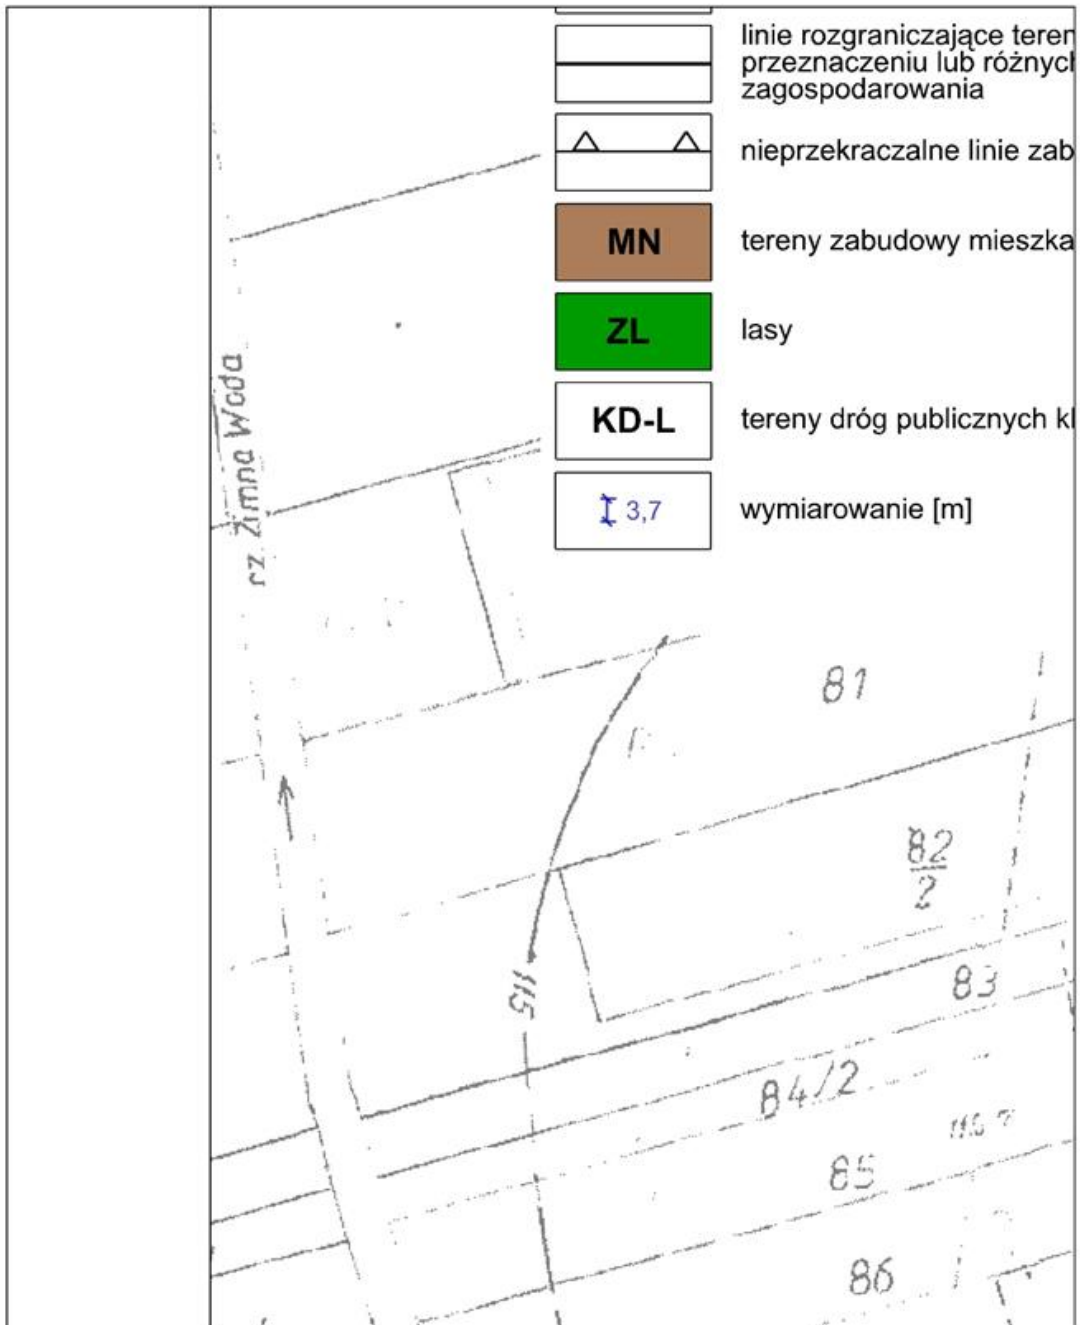 linie rozgraniczające teren
przeznaczeniu lub różnych
zagospodarowania
nieprzekraczalne linie zab
MN
tereny zabudowy mieszka
ZL
lasy
KD-L
tereny dróg publicznych kl
3,7
wymiarowanie [m]
rz. Zimna Woda
81
82
2
115
83
84/2
85
86